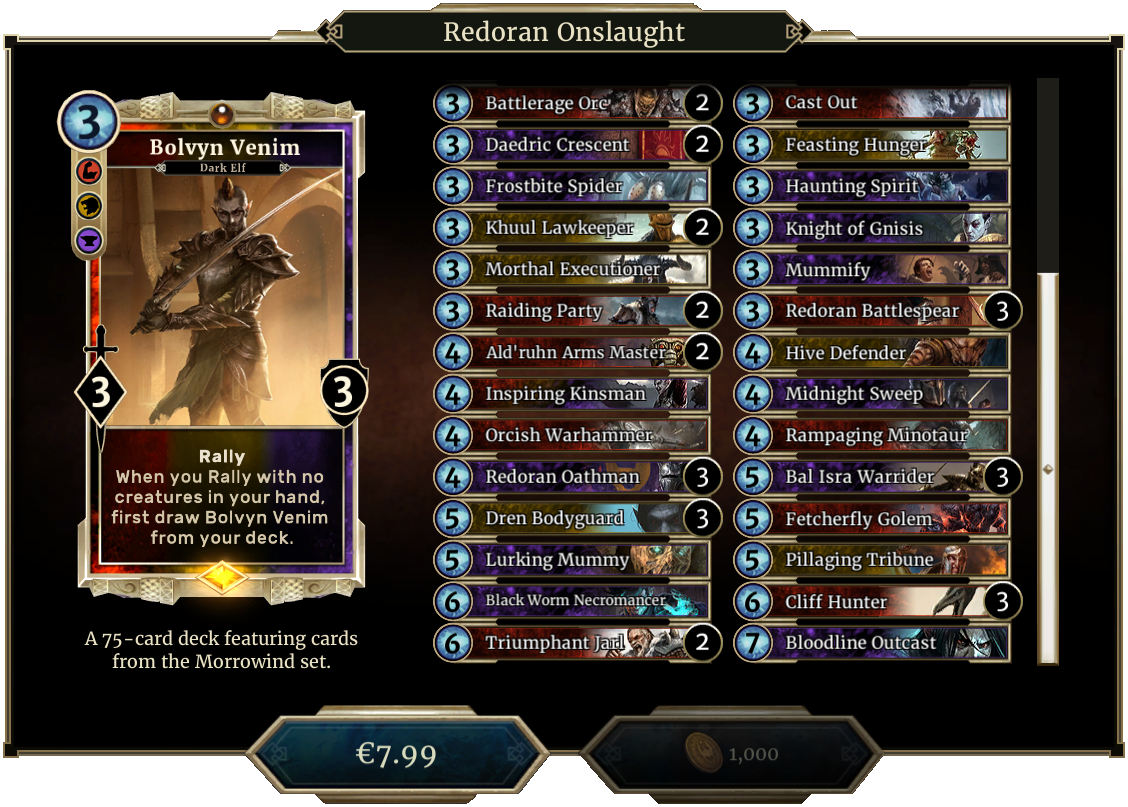 Redoran Onslaught
3
Bolvyn Venim
Dark Elf
3
3
Rally
When you Rally with no
creatures in your hand,
first draw Bolvyn Venim
from your deck.
A 75-card deck featuring cards
from the Morrowind set.
3 Battlerage Orc 2
3 Cast Out
3 Daedric Crescent 2
3 Feasting Hunger
3 Frostbite Spider
3 Haunting Spirit
3 Khuul Lawkeeper 2
3 Knight of Gnisis
3 Morthal Executioner
3 Mummify
3 Raiding Party 2
3 Redoran Battlespear 3
4 Ald'ruhn Arms Master 2
4 Hive Defender
4 Inspiring Kinsman
4 Midnight Sweep
4 Orcish Warhammer
4 Rampaging Minotaur
4 Redoran Oathman 3
5 Bal Isra Warrider 3
5 Dren Bodyguard 3
5 Fetcherfly Golem
5 Lurking Mummy
5 Pillaging Tribune
6 Black Worm Necromancer
6 Cliff Hunter 3
6 Triumphant Jarl 2
7 Bloodline Outcast
€7.99
1,000